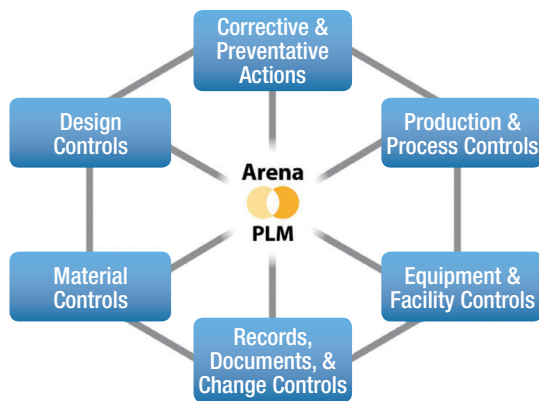 Corrective &
Preventative
Actions
Design
Controls
Production &
Process Controls
Arena
PLM
Material
Controls
Equipment &
Facility Controls
Records,
Documents, &
Change Controls